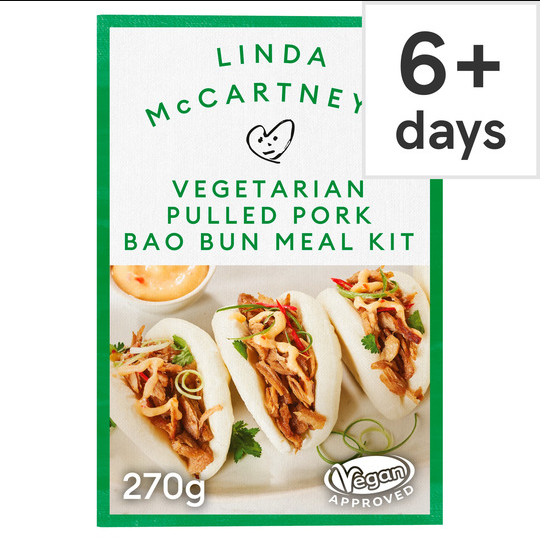 LINDA
McCARTNEY
VEGETARIAN
PULLED PORK
BAO BUN MEAL KIT
270g
Vegan
APPROVED
6+
days